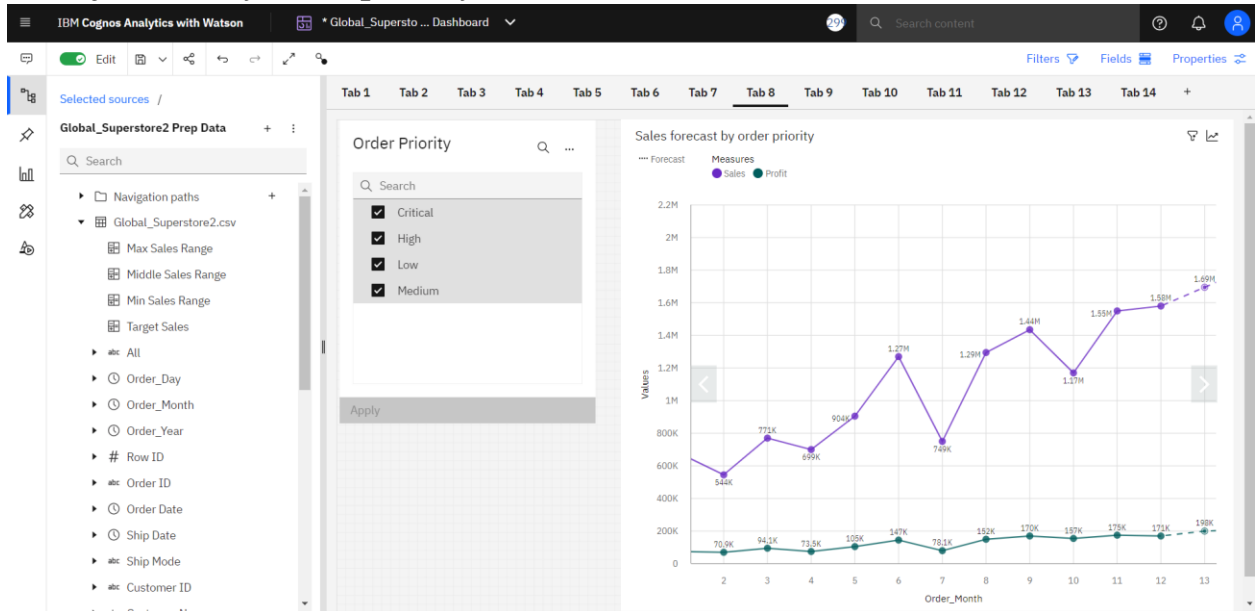 IBM Cognos Analytics with Watson
* Global_Supersto ... Dashboard
299
Search content
Edit
Filters
Fields
Properties
Selected sources /
Global_Superstore2 Prep Data
Search
Navigation paths
Global_Superstore2.csv
Max Sales Range
Middle Sales Range
Min Sales Range
Target Sales
abc All
Order_Day
Order_Month
Order_Year
# Row ID
abc Order ID
Order Date
Ship Date
abc Ship Mode
abc Customer ID
Tab 1 Tab 2 Tab 3 Tab 4 Tab 5 Tab 6 Tab 7 Tab 8 Tab 9 Tab 10 Tab 11 Tab 12 Tab 13 Tab 14 +
Order Priority
Search
Critical
High
Low
Medium
Apply
Sales forecast by order priority
Forecast Measures
Sales Profit
2.2M
2M
1.8M
1.6M
1.4M
1.2M
1M
800K
600K
400K
200K
0
Values
544K 771K 699K 904K 1.27M 749K 1.29M 1.44M 1.17M 1.55M 1.58M 1.69M
70.9K 94.1K 73.5K 105K 147K 78.1K 152K 170K 157K 175K 171K 198K
2 3 4 5 6 7 8 9 10 11 12 13
Order_Month